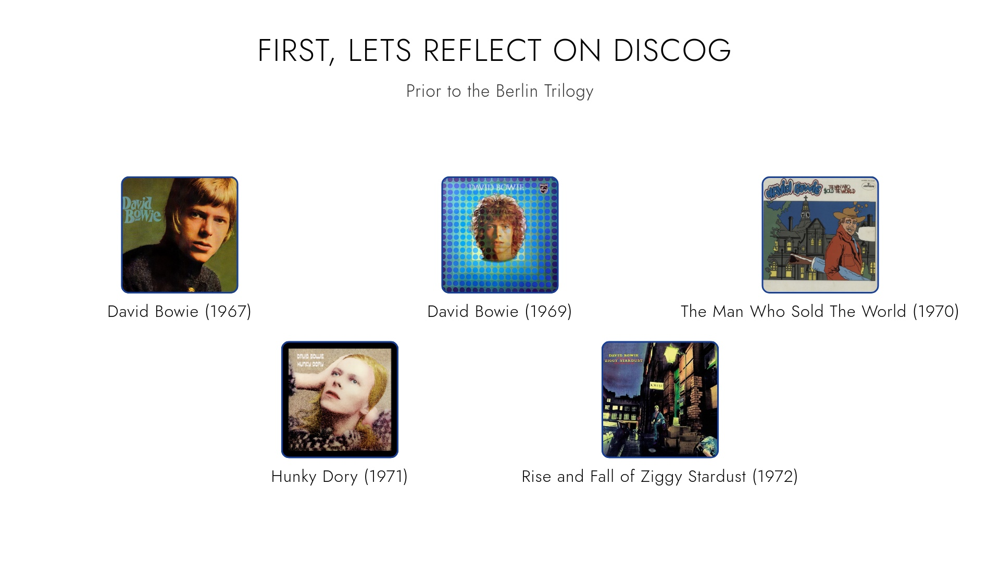 FIRST, LETS REFLECT ON DISCOG
Prior to the Berlin Trilogy
David
Bowie
DAVID BOWIE
PHILIPS
DAVID BOWIE
THE MAN WHO
SOLD THE WORLD
David Bowie (1967)
David Bowie (1969)
The Man Who Sold The World (1970)
DAVID BOWIE
HUNKY DORY
DAVID BOWIE
ZIGGY STARDUST
K.WEST
Hunky Dory (1971)
Rise and Fall of Ziggy Stardust (1972)